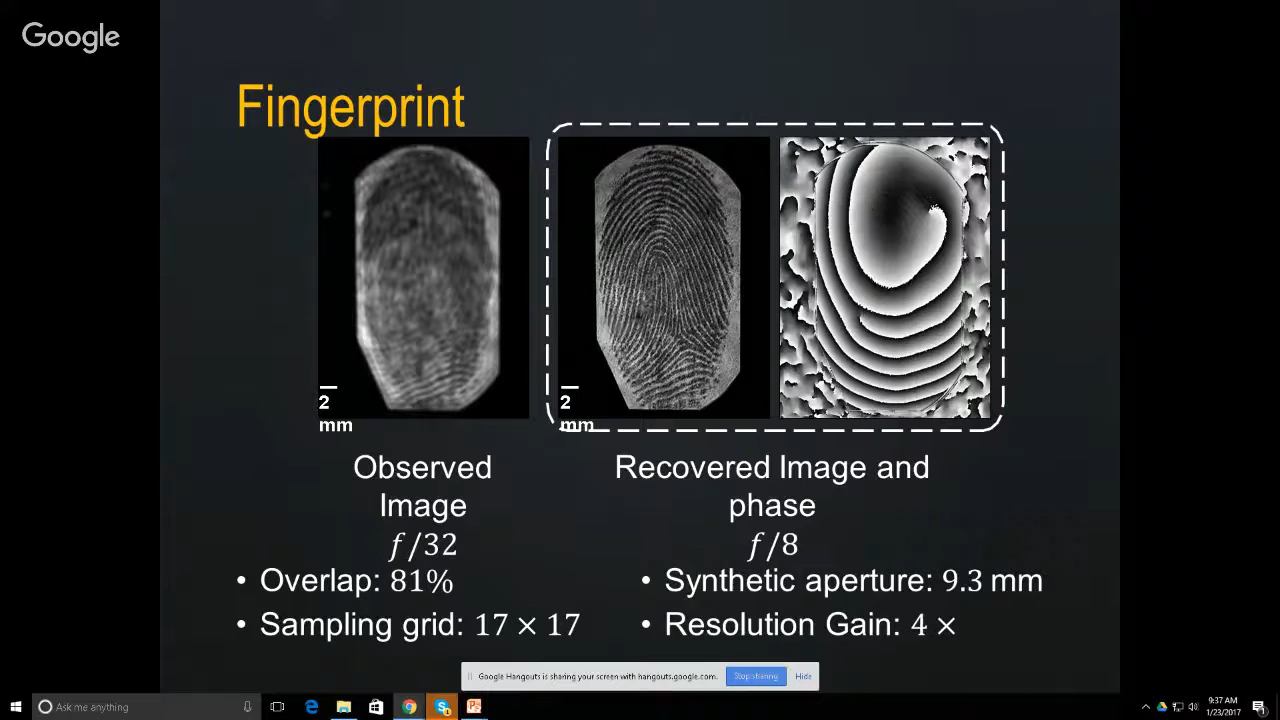 Google
Fingerprint
2
mm
2
mm
Observed
Image
f/32
Recovered Image and
phase
f/8
• Overlap: 81%
• Sampling grid: 17 × 17
• Synthetic aperture: 9.3 mm
• Resolution Gain: 4 ×
Google Hangouts is sharing your screen with hangouts.google.com.
Stop sharing
Hide
Ask me anything
9:37 AM
1/23/2017